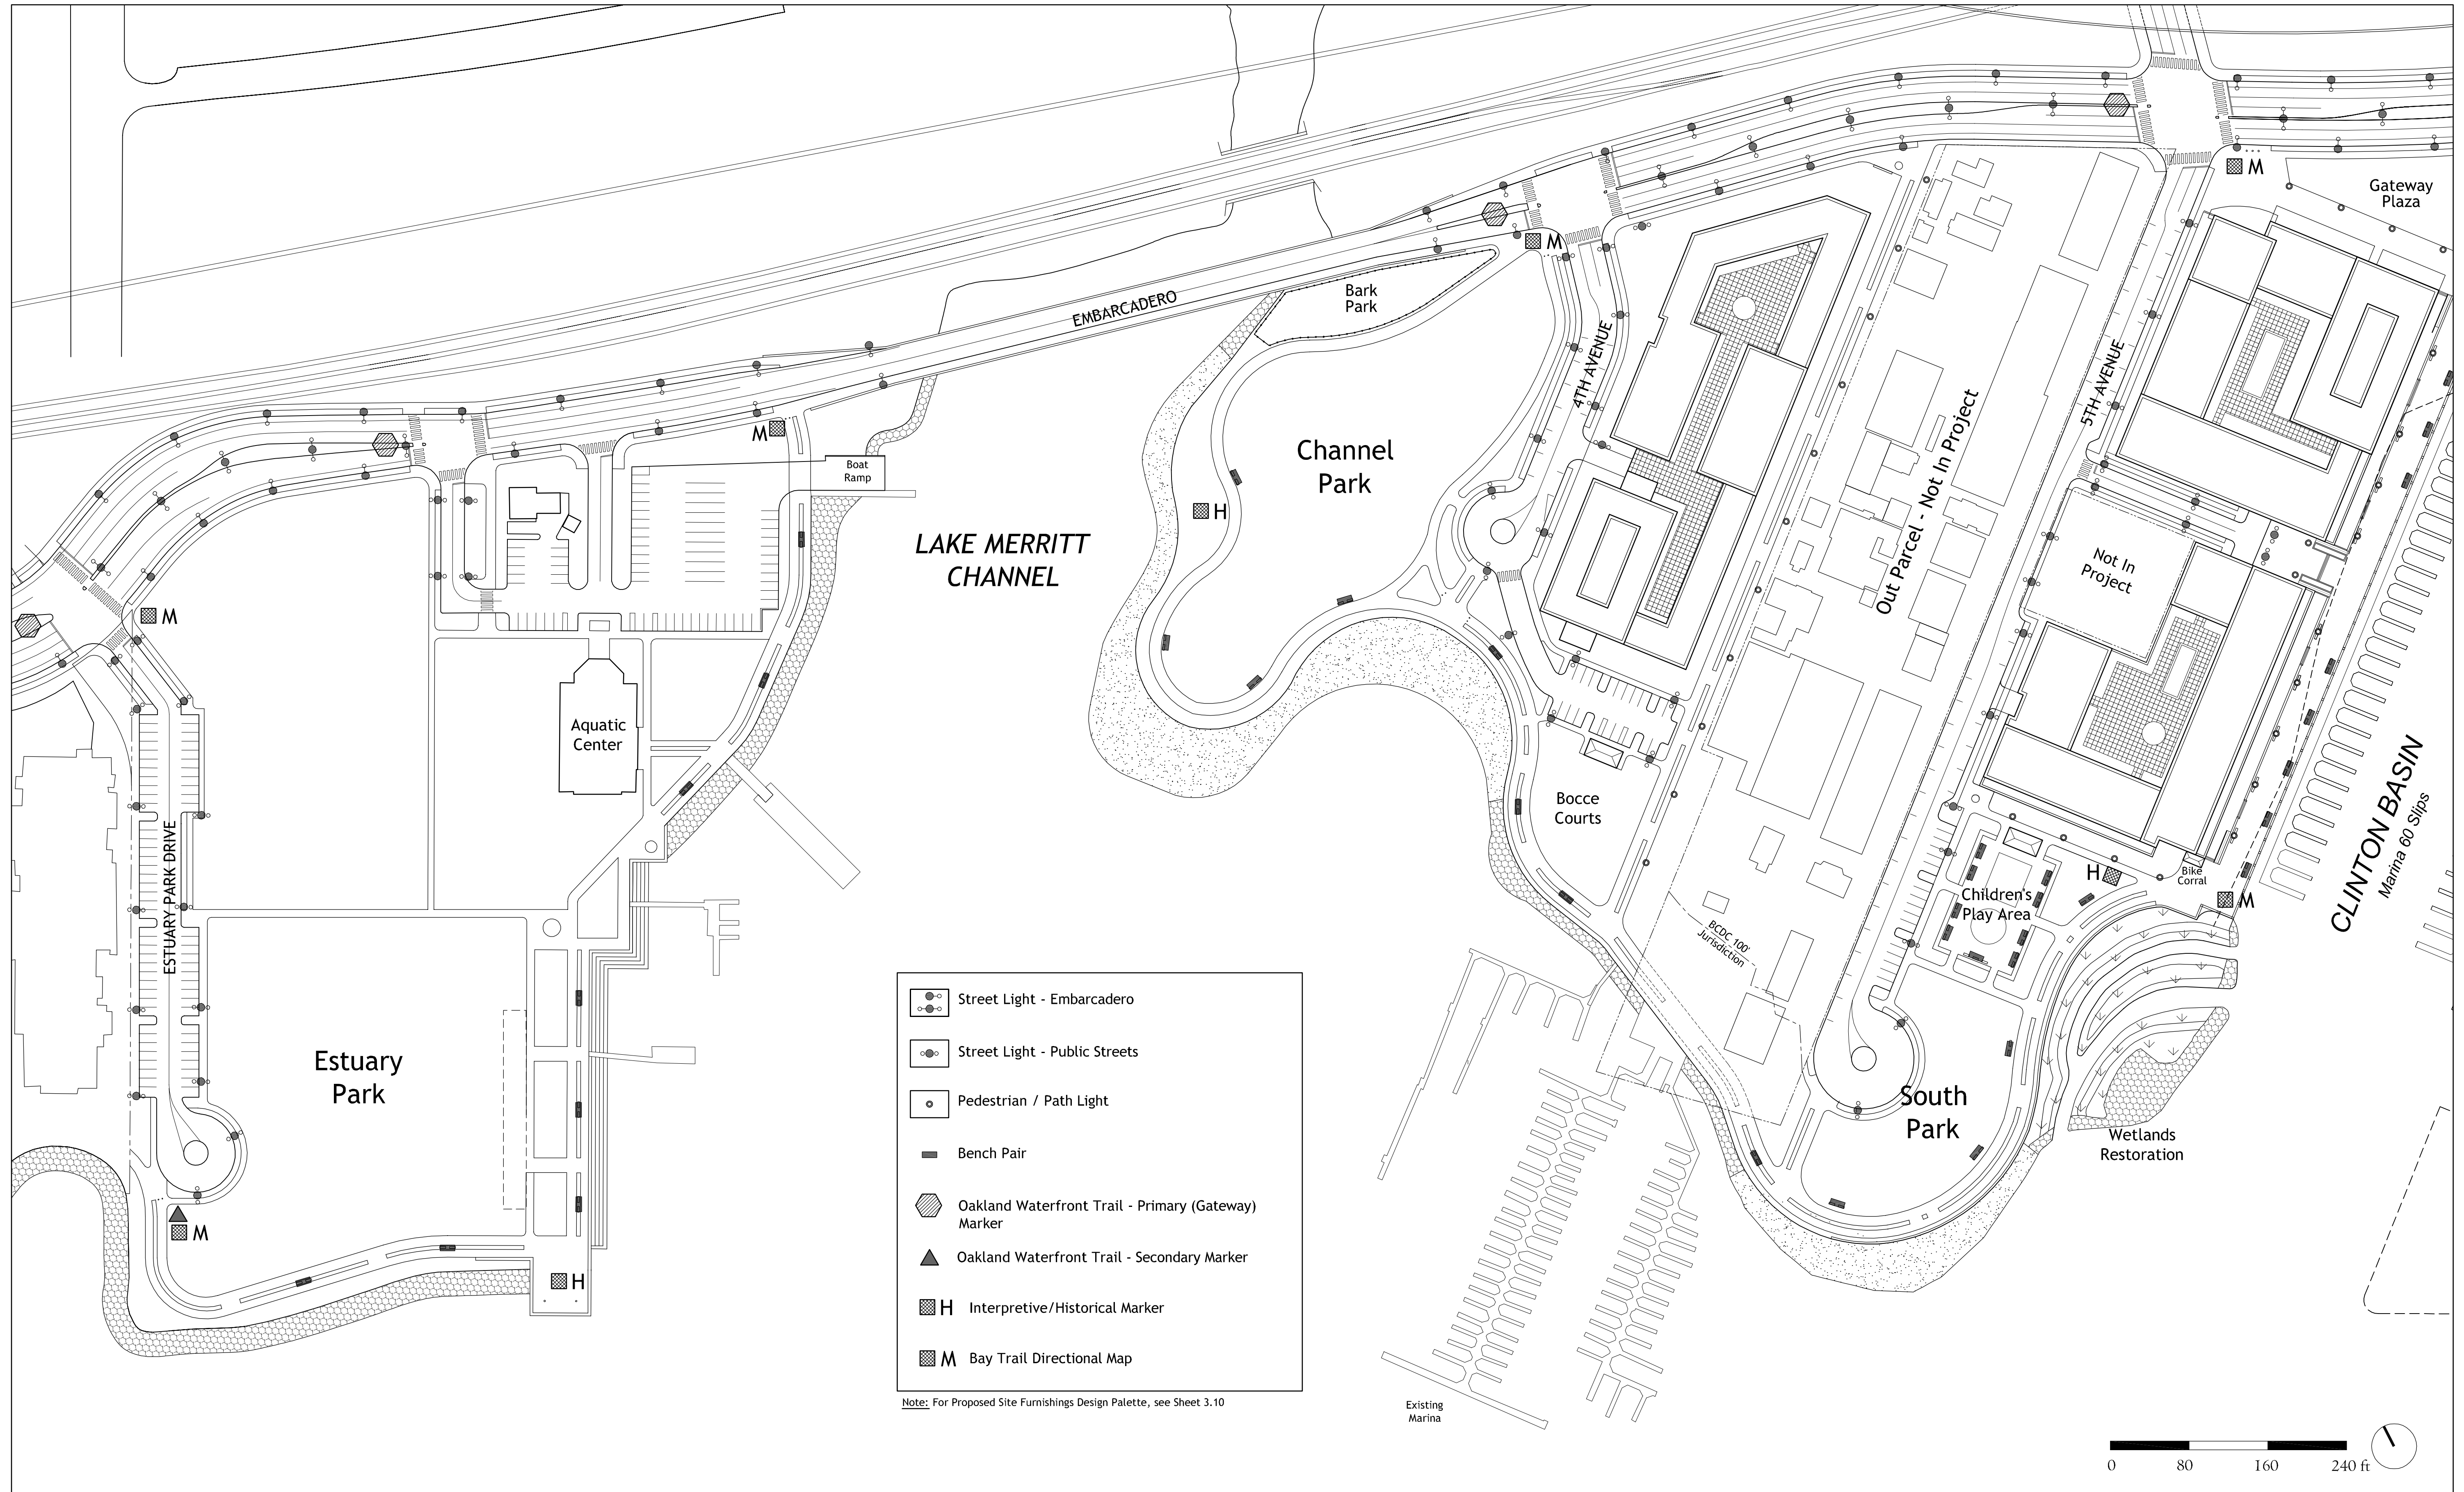 M
Gateway
Plaza
M
Bark
Park
EMBARCADERO
4TH AVENUE
5TH AVENUE
M
Boat
Ramp
Channel
Park
Out Parcel - Not In Project
H
LAKE MERRITT
CHANNEL
Not In
Project
M
Aquatic
Center
Bocce
Courts
CLINTON BASIN
Marina 60 Slips
ESTUARY PARK DRIVE
H
Bike
Corral
M
Children's
Play Area
BCDC 100'
Jurisdiction
Estuary
Park
South
Park
Wetlands
Restoration
M
H
Street Light - Embarcadero
Street Light - Public Streets
Pedestrian / Path Light
Bench Pair
Oakland Waterfront Trail - Primary (Gateway)
Marker
Oakland Waterfront Trail - Secondary Marker
H Interpretive/Historical Marker
M Bay Trail Directional Map
Note: For Proposed Site Furnishings Design Palette, see Sheet 3.10
Existing
Marina
0 80 160 240 ft